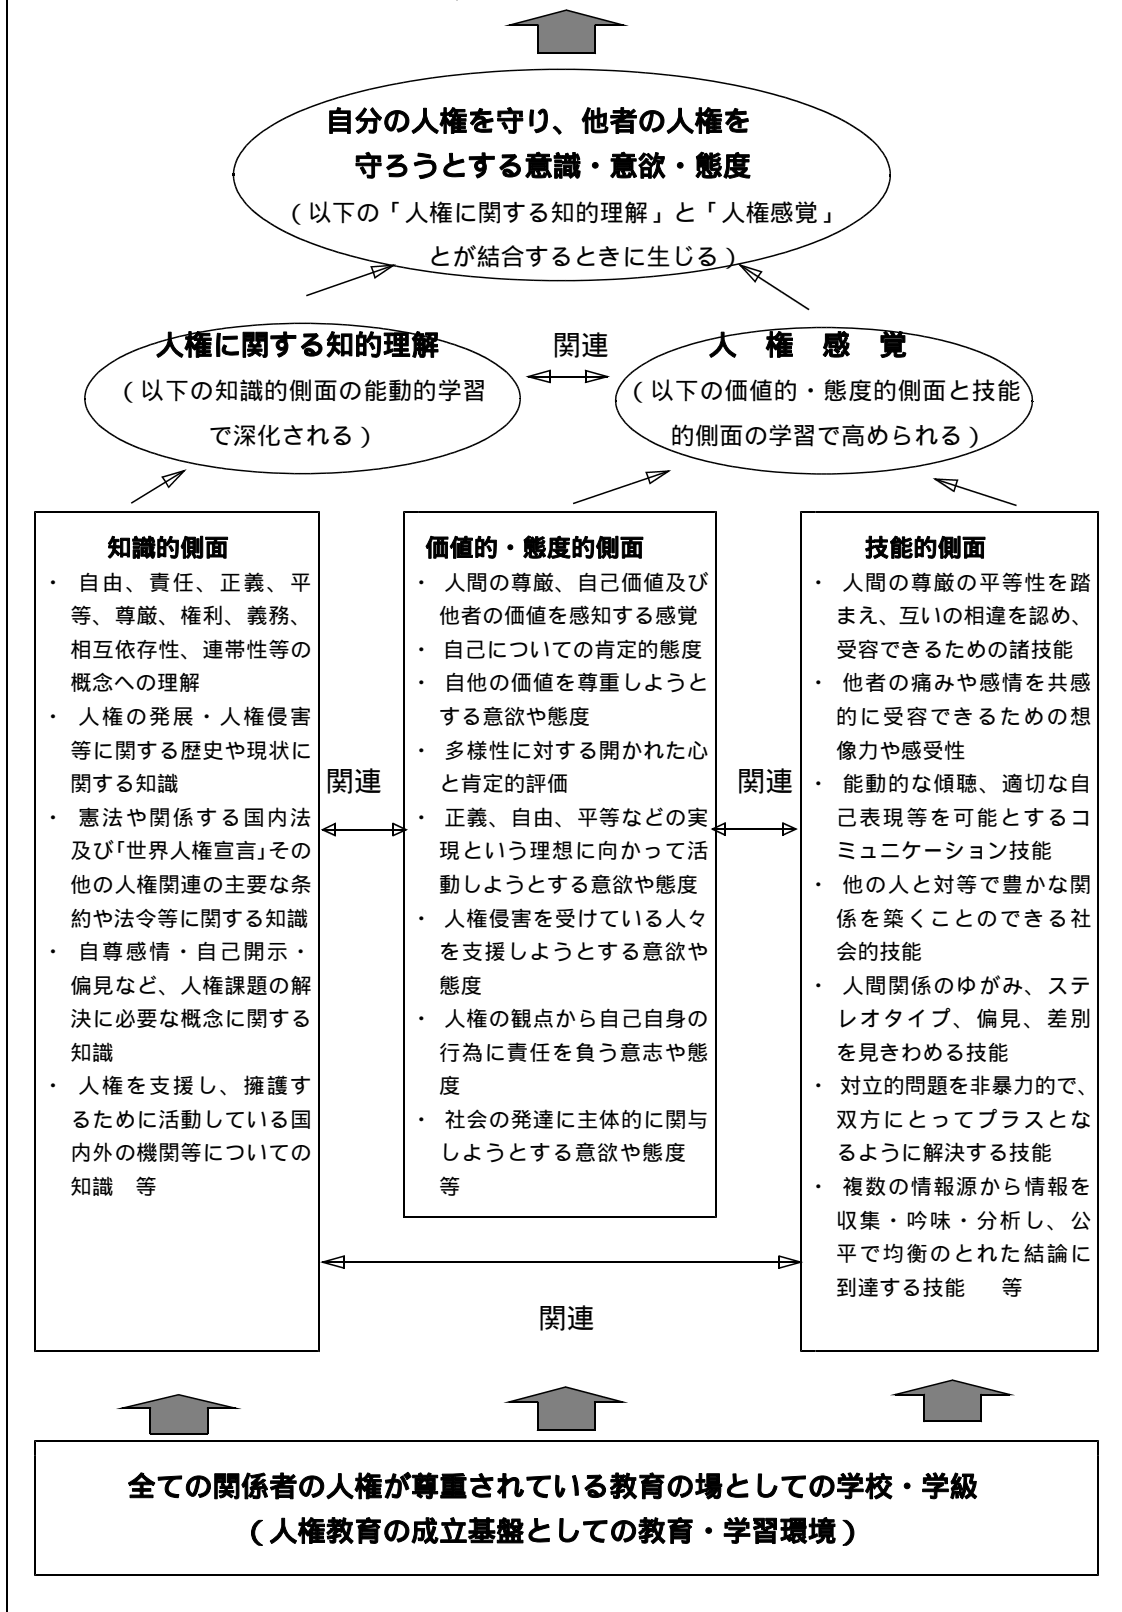 自分の人権を守り、他者の人権を
守ろうとする意識・意欲・態度
(以下の「人権に関する知的理解」と「人権感覚」
とが結合するときに生じる)
人権に関する知的理解
(以下の知識的側面の能動的学習
で深化される)
関連
人　権　感　覚
(以下の価値的・態度的側面と技能
的側面の学習で高められる)
知識的側面
・ 自由、責任、正義、平
等、尊厳、権利、義務、
相互依存性、連帯性等の
概念への理解
・ 人権の発展・人権侵害
等に関する歴史や現状に
関する知識
・ 憲法や関係する国内法
及び「世界人権宣言」その
他の人権関連の主要な条
約や法令等に関する知識
・ 自尊感情・自己開示・
偏見など、人権課題の解
決に必要な概念に関する
知識
・ 人権を支援し、擁護す
るために活動している国
内外の機関等についての
知識　等
関連
価値的・態度的側面
・ 人間の尊厳、自己価値及び
他者の価値を感知する感覚
・ 自己についての肯定的態度
・ 自他の価値を尊重しようと
する意欲や態度
・ 多様性に対する開かれた心
と肯定的評価
・ 正義、自由、平等などの実
現という理想に向かって活
動しようとする意欲や態度
・ 人権侵害を受けている人々
を支援しようとする意欲や
態度
・ 人権の観点から自己自身の
行為に責任を負う意志や態
度
・ 社会の発達に主体的に関与
しようとする意欲や態度
等
関連
技能的側面
・ 人間の尊厳の平等性を踏
まえ、互いの相違を認め、
受容できるための諸技能
・ 他者の痛みや感情を共感
的に受容できるための想
像力や感受性
・ 能動的な傾聴、適切な自
己表現等を可能とするコ
ミュニケーション技能
・ 他の人と対等で豊かな関
係を築くことのできる社
会的技能
・ 人間関係のゆがみ、ステ
レオタイプ、偏見、差別
を見きわめる技能
・ 対立的問題を非暴力的で、
双方にとってプラスとな
るように解決する技能
・ 複数の情報源から情報を
収集・吟味・分析し、公
平で均衡のとれた結論に
到達する技能　等
関連
全ての関係者の人権が尊重されている教育の場としての学校・学級
(人権教育の成立基盤としての教育・学習環境)